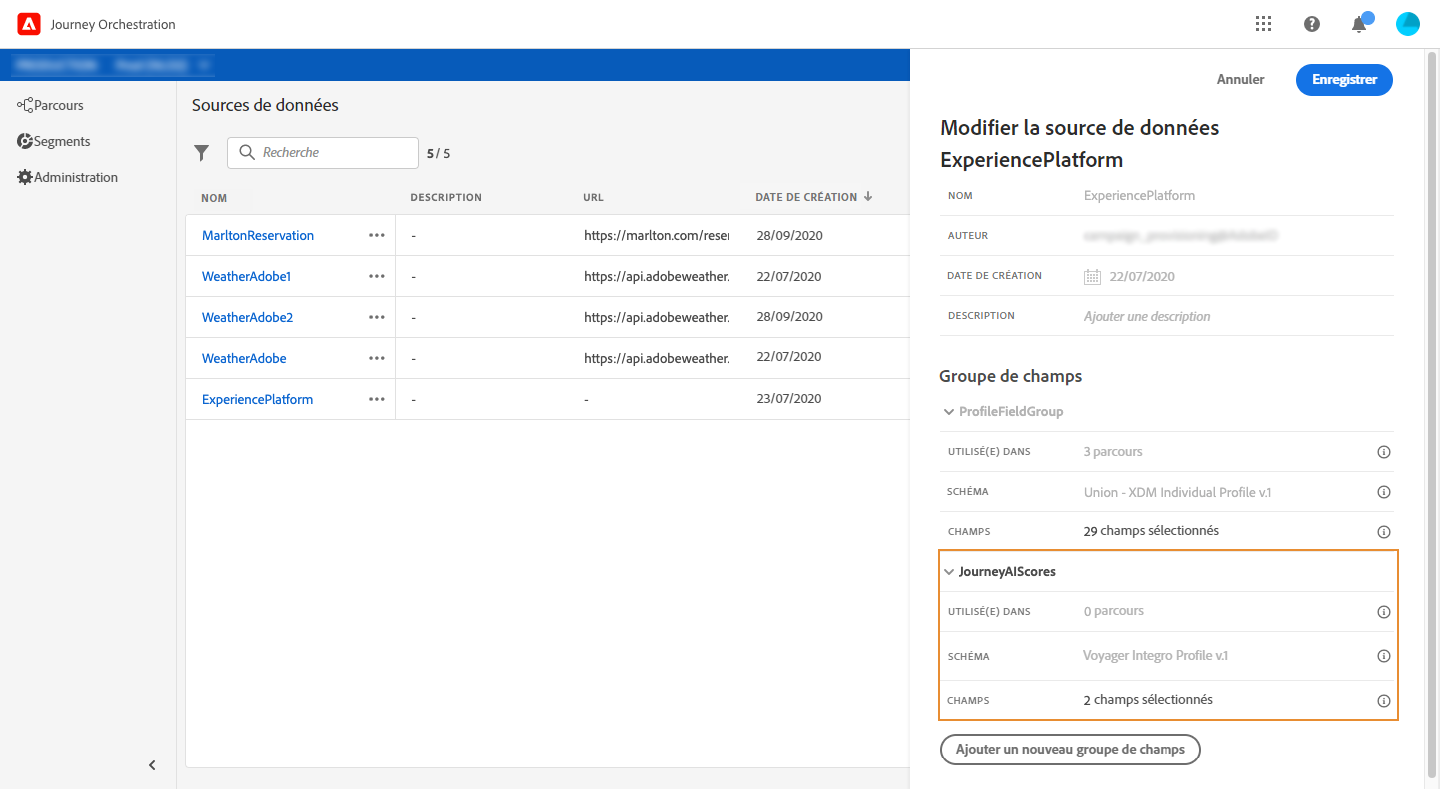 Journey Orchestration
Parcours
Segments
Administration
Sources de données
Recherche
5 / 5
NOM DESCRIPTION URL DATE DE CRÉATION
MarltonReservation ••• - https://marlton.com/reser 28/09/2020
WeatherAdobe1 ••• - https://api.adobeweather. 22/07/2020
WeatherAdobe2 ••• - https://api.adobeweather. 28/09/2020
WeatherAdobe ••• - https://api.adobeweather. 22/07/2020
ExperiencePlatform ••• - - 23/07/2020
Annuler Enregistrer
Modifier la source de données
ExperiencePlatform
NOM ExperiencePlatform
AUTEUR
DATE DE CRÉATION 22/07/2020
DESCRIPTION Ajouter une description
Groupe de champs
ProfileFieldGroup
UTILISÉ(E) DANS 3 parcours
SCHÉMA Union - XDM Individual Profile v.1
CHAMPS 29 champs sélectionnés
JourneyAIScores
UTILISÉ(E) DANS 0 parcours
SCHÉMA Voyager Integro Profile v.1
CHAMPS 2 champs sélectionnés
Ajouter un nouveau groupe de champs